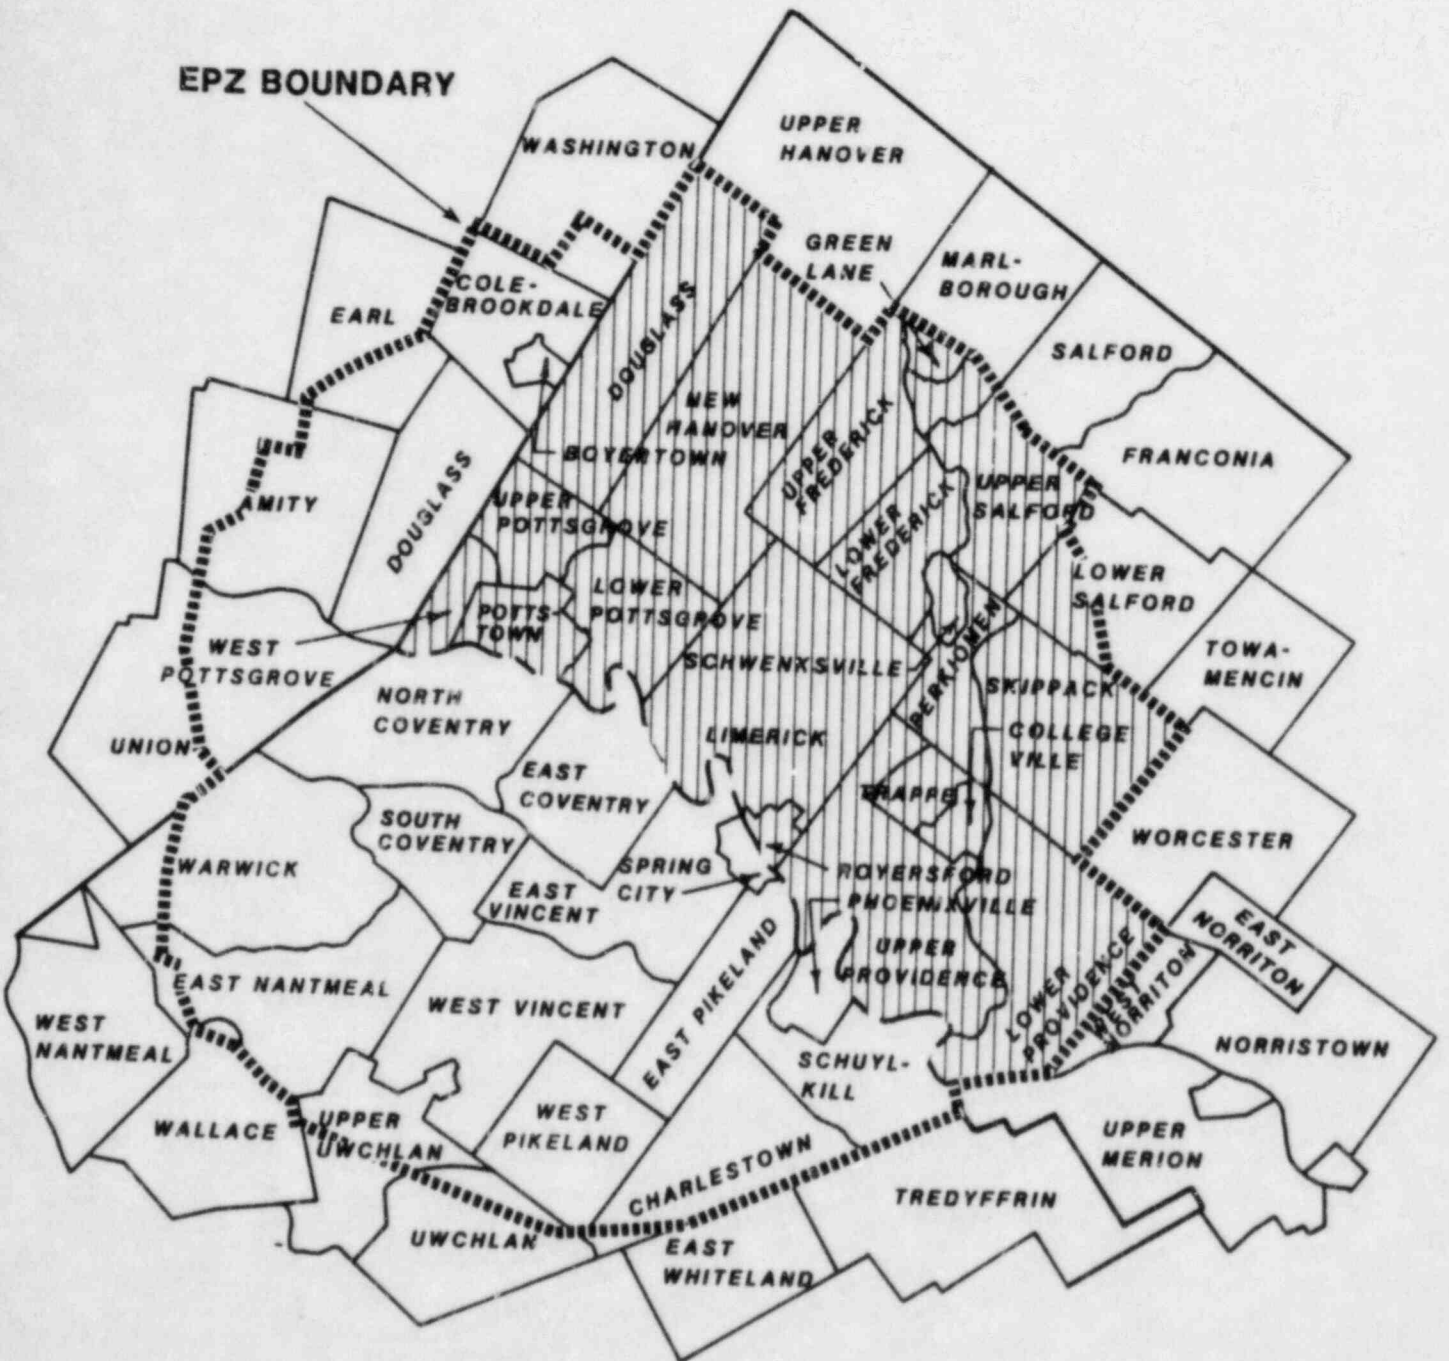 EPZ BOUNDARY
WASHINGTON
UPPER
HANOVER
GREEN
LANE
MARL-
BOROUGH
COLE-
BROOKDALE
EARL
SALFORD
DOUGLASS
NEW
HANOVER
UPPER
FREDERICK
FRANCONIA
BOYERTOWN
AMITY
DOUGLASS
UPPER
POTTSGROVE
LOWER
FREDERICK
UPPER
SALFORD
LOWER
SALFORD
LOWER
POTTSGROVE
POTTS-
TOWN
WEST
POTTSGROVE
SCHWENKSVILLE
PERKIOMEN
SKIPPACK
TOWA-
MENCIN
NORTH
COVENTRY
UNION
LIMERICK
COLLEGE
VILLE
EAST
COVENTRY
TRAPPE
SOUTH
COVENTRY
WORCESTER
WARWICK
SPRING
CITY
ROYERSFORD
EAST
VINCENT
PHOENIXVILLE
EAST
NORRITON
UPPER
PROVIDENCE
LOWER
PROVIDENCE
WEST
NORRITON
EAST PIKELAND
EAST NANTMEAL
WEST VINCENT
WEST
NANTMEAL
SCHUYL-
KILL
NORRISTOWN
WALLACE
UPPER
UWCHLAN
WEST
PIKELAND
UPPER
MERION
CHARLESTOWN
TREDYFFRIN
UWCHLAN
EAST
WHITELAND